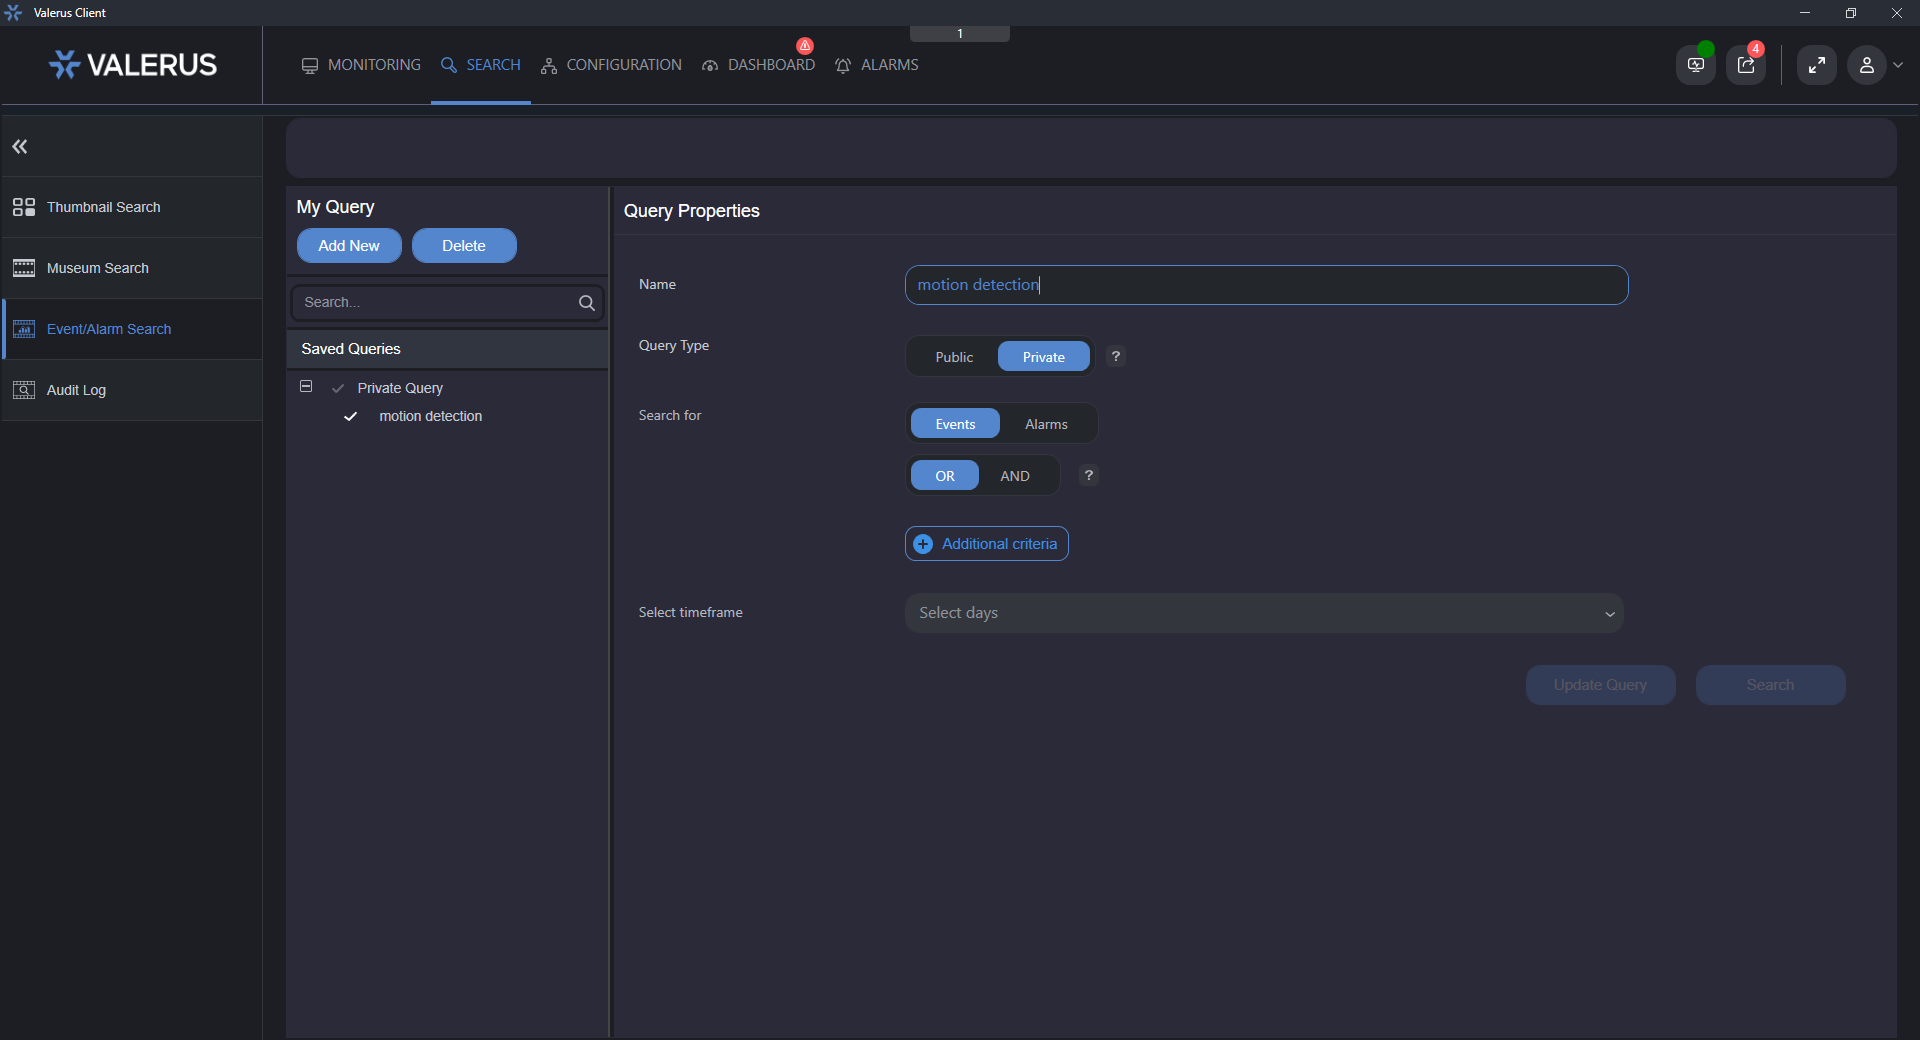 Valerus Client
1
VALERUS
MONITORING
SEARCH
CONFIGURATION
DASHBOARD
ALARMS
4
Thumbnail Search
Museum Search
Event/Alarm Search
Audit Log
My Query
Add New
Delete
Search...
Saved Queries
Private Query
motion detection
Query Properties
Name
motion detection
Query Type
Public
Private
?
Search for
Events
Alarms
OR
AND
?
Additional criteria
Select timeframe
Select days
Update Query
Search